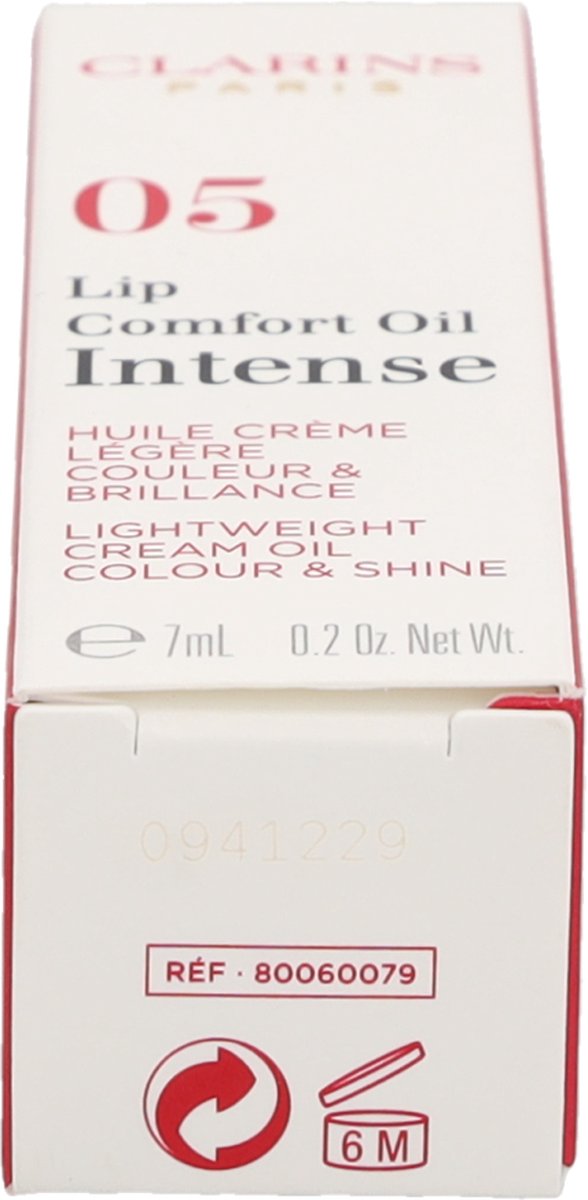 CLARINS
PARIS
05
Lip
Comfort Oil
Intense
HUILE CRÈME
LÉGÈRE
COULEUR &
BRILLANCE
LIGHTWEIGHT
CREAM OIL
COLOUR & SHINE
℮ 7mL 0.2 Oz. Net Wt.
0941229
RÉF · 80060079
6 M